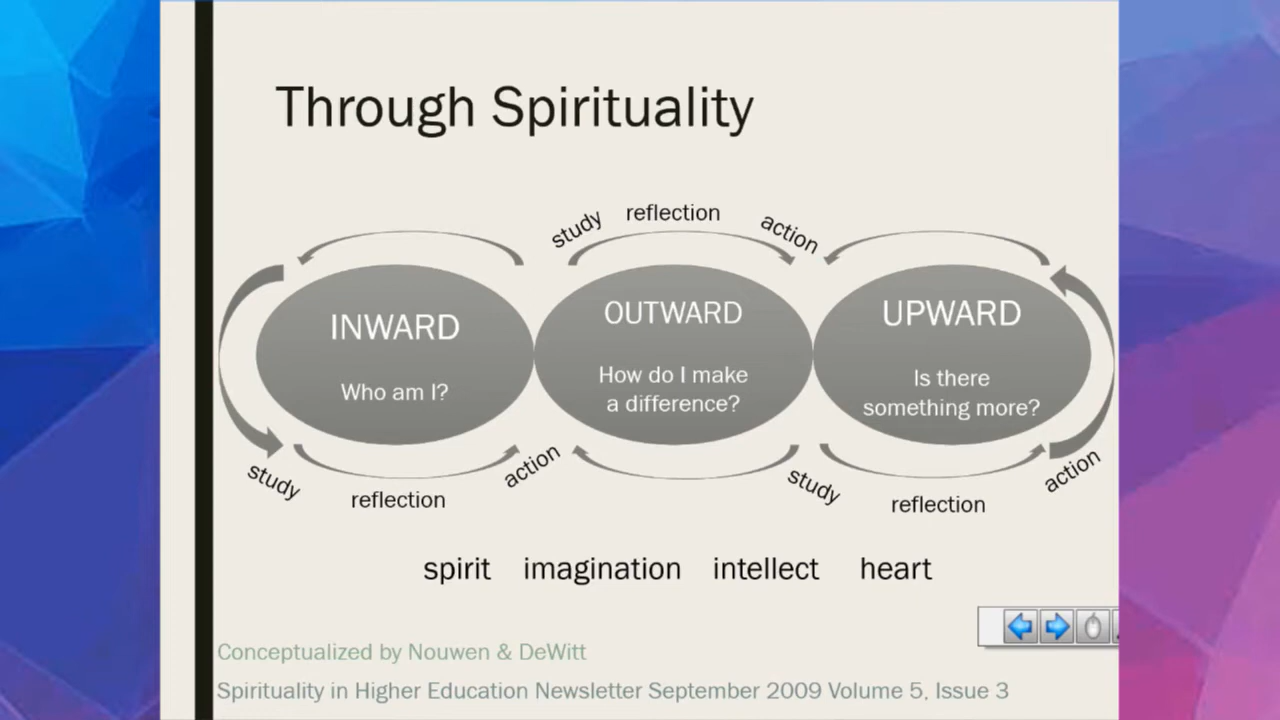 Through Spirituality
study reflection action
INWARD
Who am I?
OUTWARD
How do I make
a difference?
UPWARD
Is there
something more?
study reflection action
study reflection action
spirit imagination intellect heart
Conceptualized by Nouwen & DeWitt
Spirituality in Higher Education Newsletter September 2009 Volume 5, Issue 3